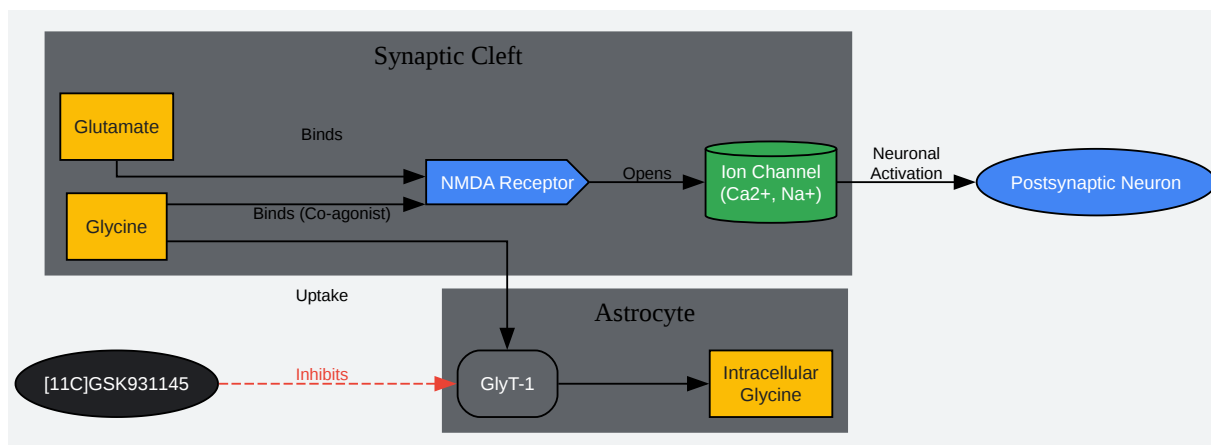 Synaptic Cleft
Glutamate
Binds
NMDA Receptor
Opens
Ion Channel
(Ca2+, Na+)
Neuronal
Activation
Postsynaptic Neuron
Glycine
Binds (Co-agonist)
Uptake
Astrocyte
[11C]GSK931145
Inhibits
GlyT-1
Intracellular
Glycine